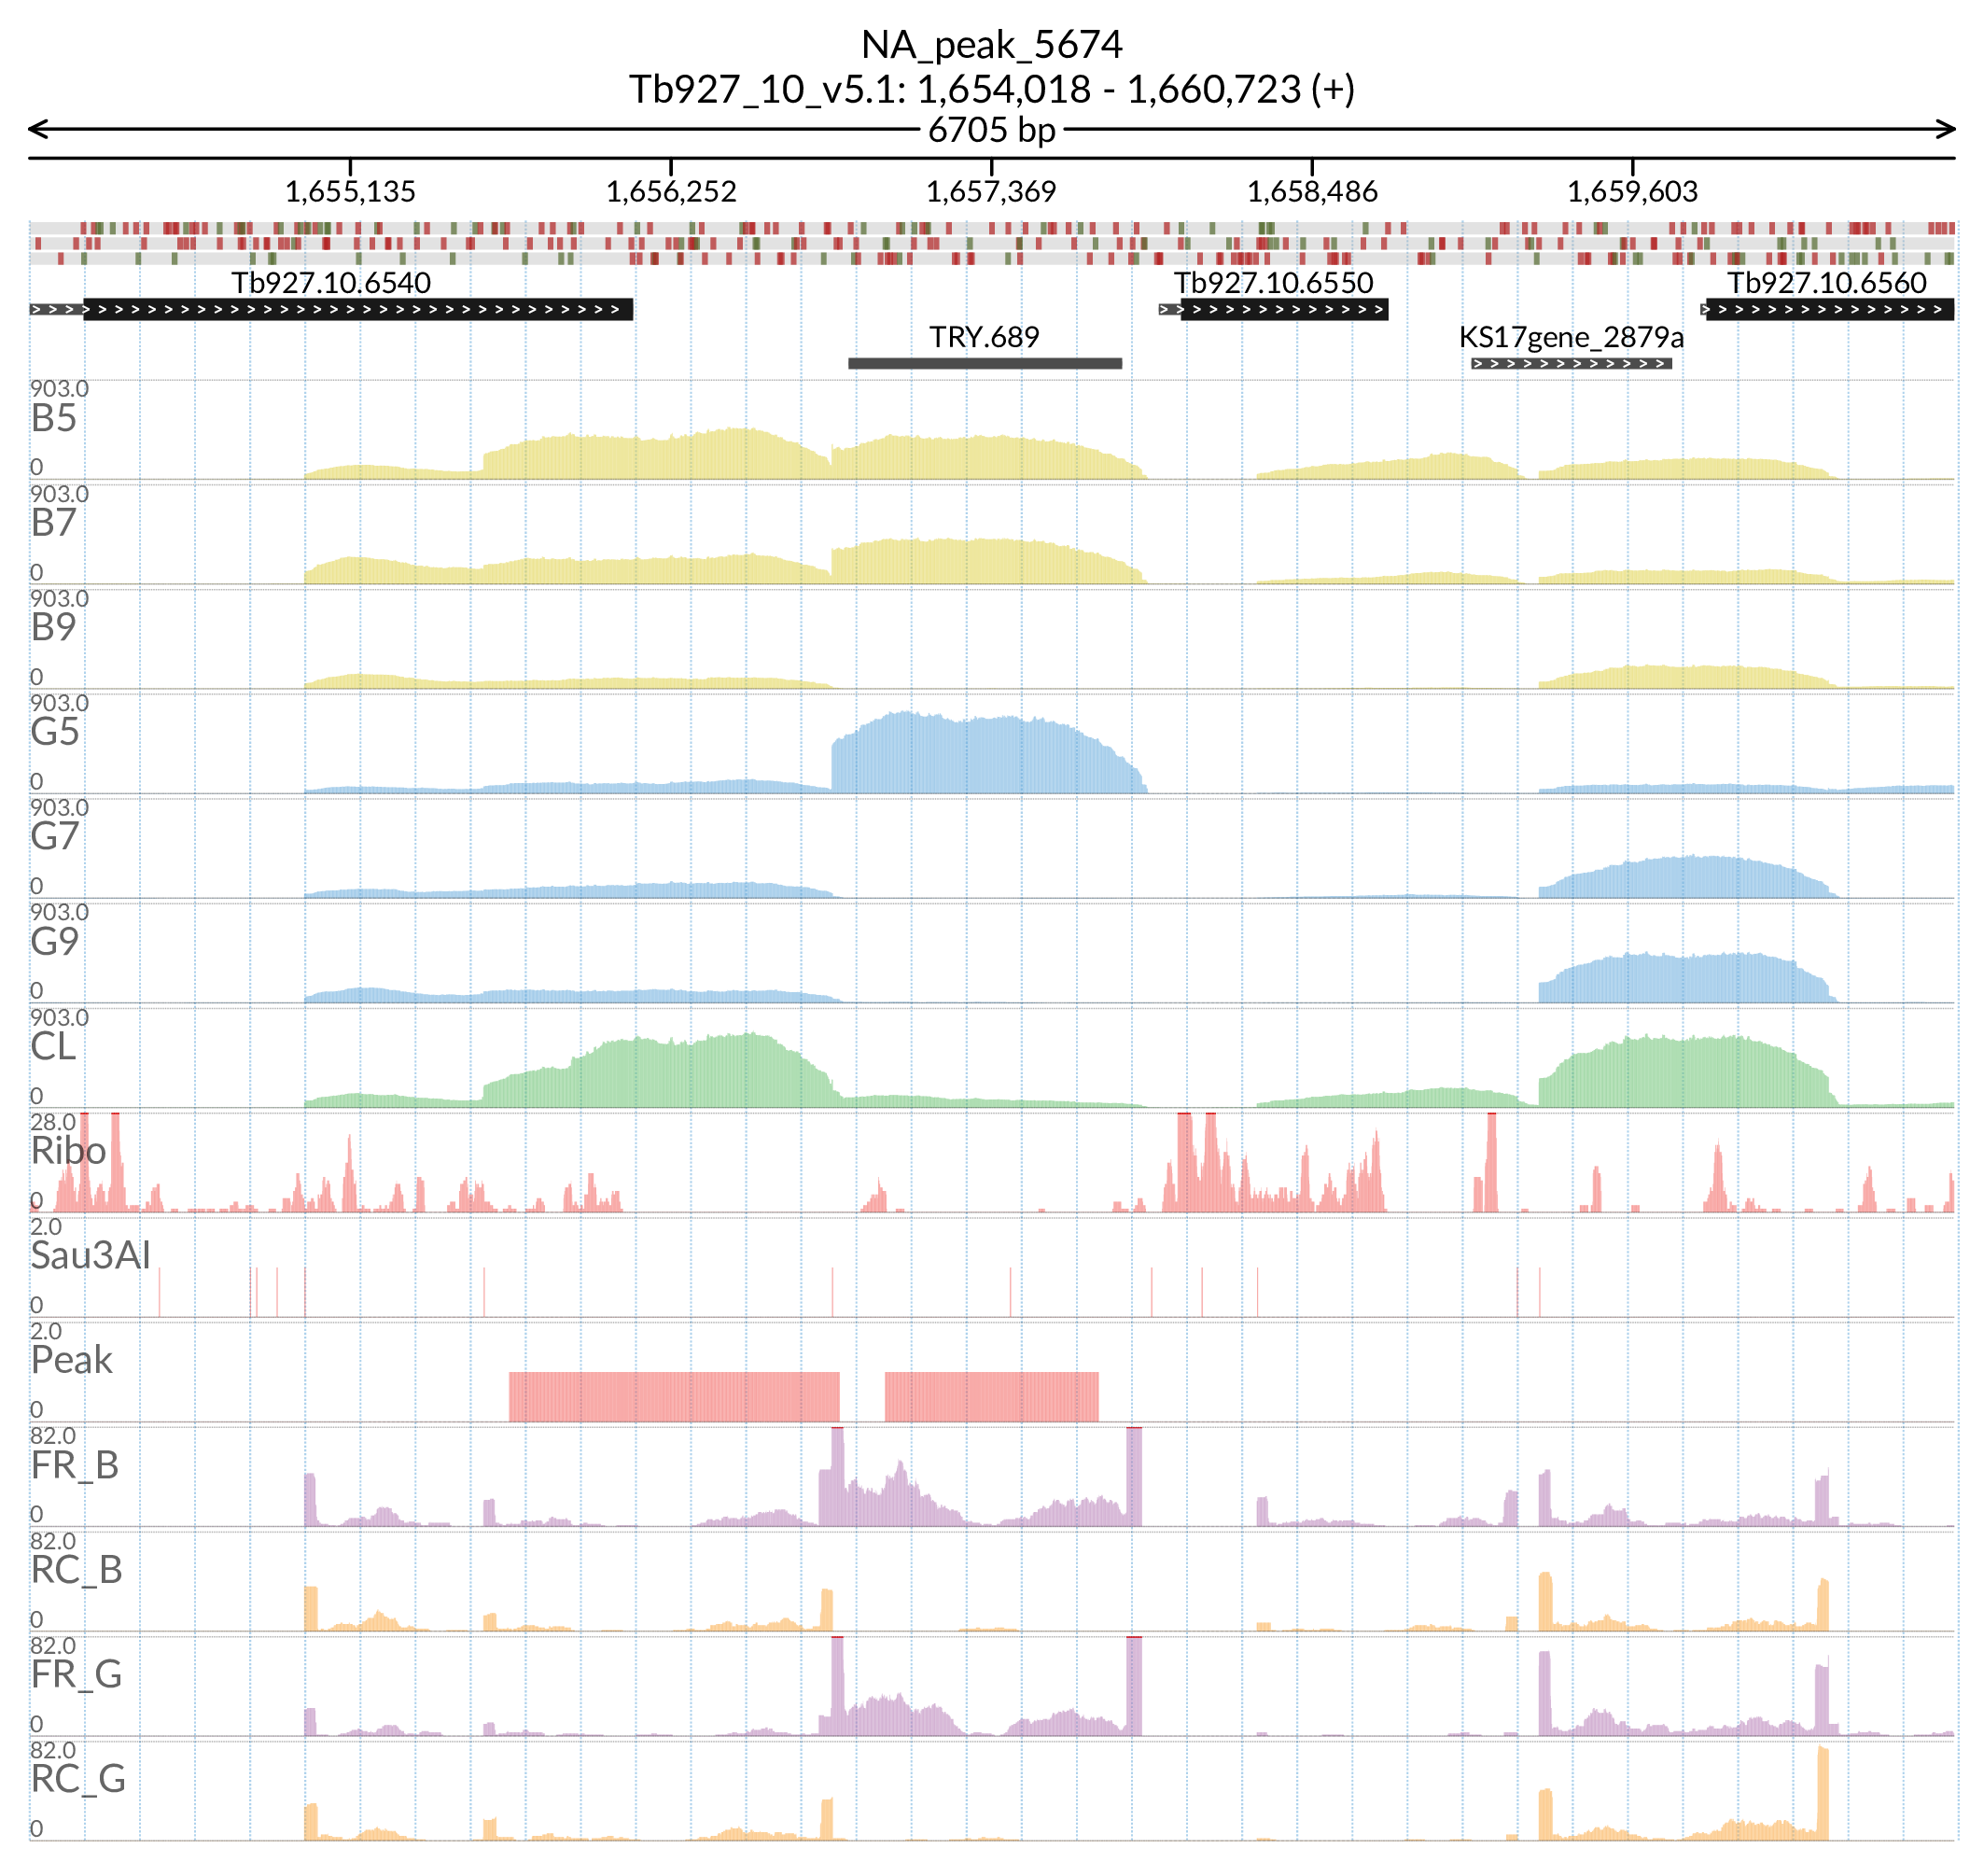 NA_peak_5674
Tb927_10_v5.1: 1,654,018 - 1,660,723 (+)
6705 bp
1,655,135 1,656,252 1,657,369 1,658,486 1,659,603
Tb927.10.6540 Tb927.10.6550 Tb927.10.6560
TRY.689 KS17gene_2879a
903.0
B5
0
903.0
B7
0
903.0
B9
0
903.0
G5
0
903.0
G7
0
903.0
G9
0
903.0
CL
0
28.0
Ribo
0
2.0
Sau3AI
0
2.0
Peak
0
82.0
FR_B
0
82.0
RC_B
0
82.0
FR_G
0
82.0
RC_G
0